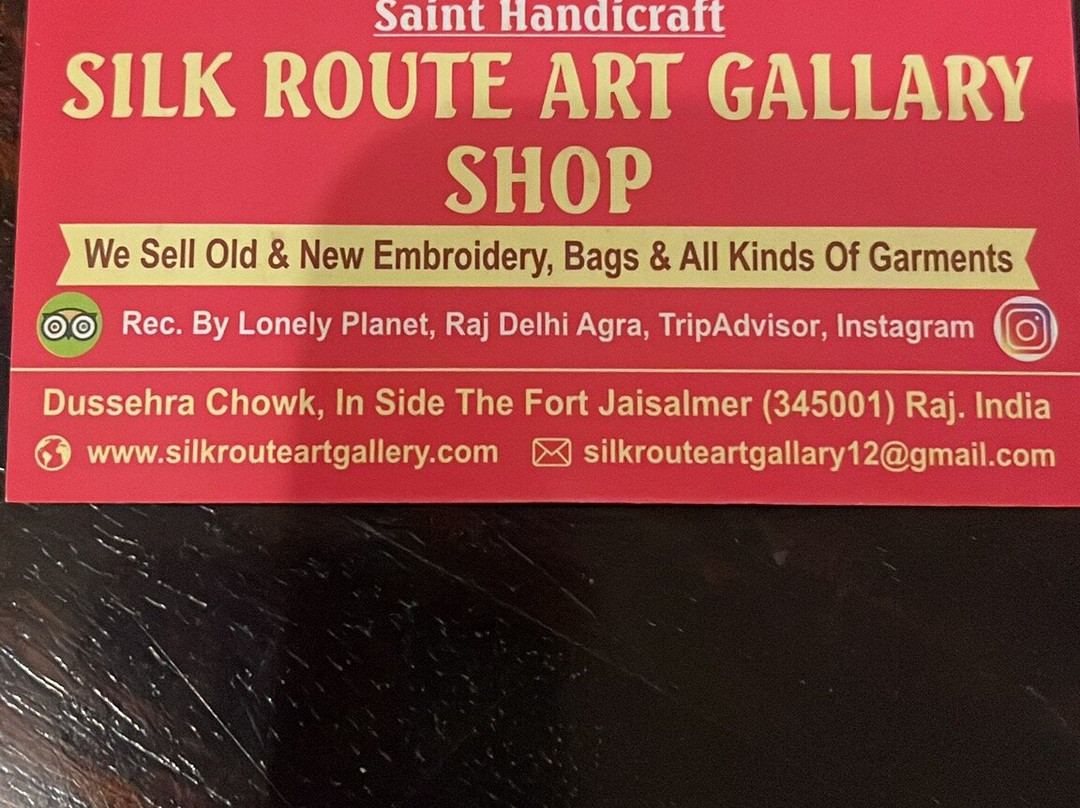 Saint Handicraft
SILK ROUTE ART GALLARY
SHOP
We Sell Old & New Embroidery, Bags & All Kinds Of Garments
Rec. By Lonely Planet, Raj Delhi Agra, TripAdvisor, Instagram
Dussehra Chowk, In Side The Fort Jaisalmer (345001) Raj. India
www.silkrouteartgallery.com silkrouteartgallary12@gmail.com